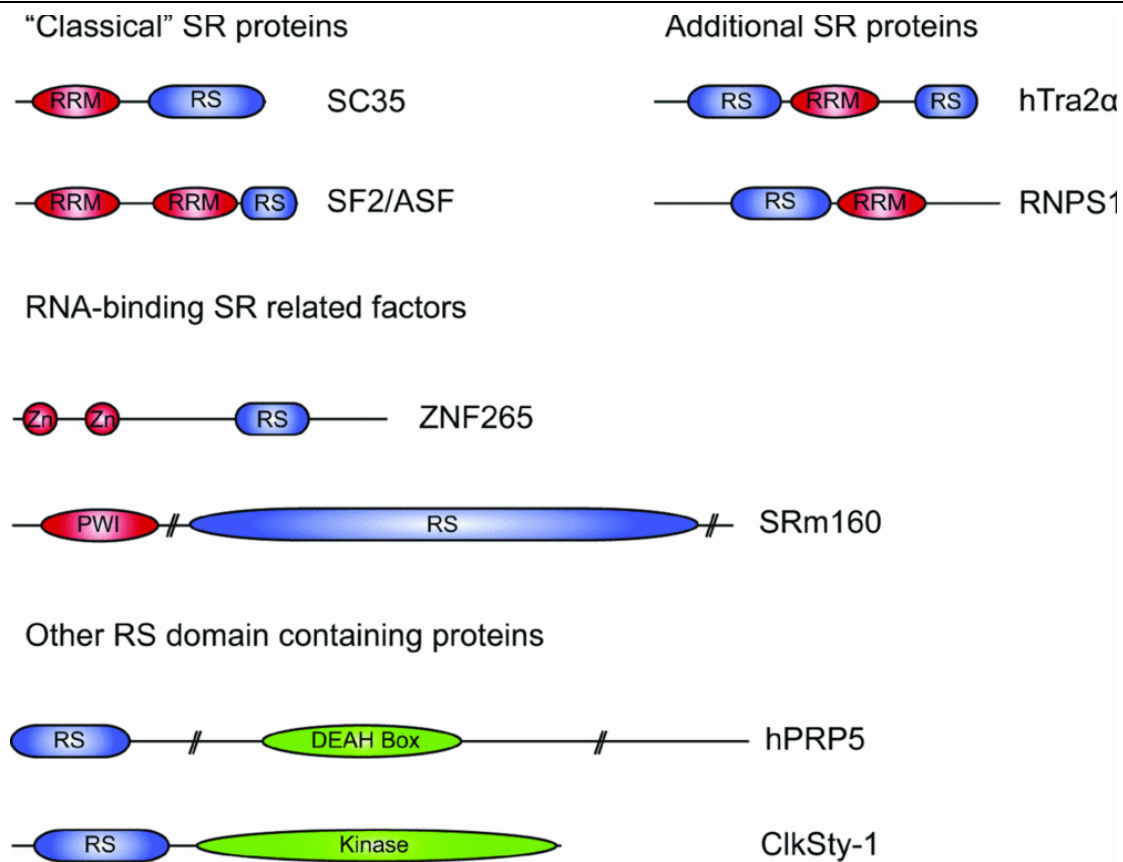 “Classical” SR proteins
Additional SR proteins
RRM RS SC35
RS RRM RS hTra2α
RRM RRM RS SF2/ASF
RS RRM RNPS1
RNA-binding SR related factors
Zn Zn RS ZNF265
PWI RS SRm160
Other RS domain containing proteins
RS DEAH Box hPRP5
RS Kinase ClkSty-1